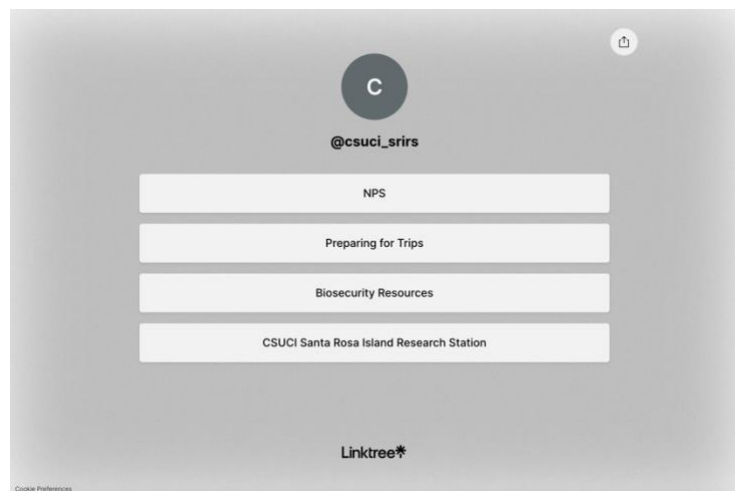 C
@csuci_srirs
NPS
Preparing for Trips
Biosecurity Resources
CSUCI Santa Rosa Island Research Station
Linktree
Cookie Preferences